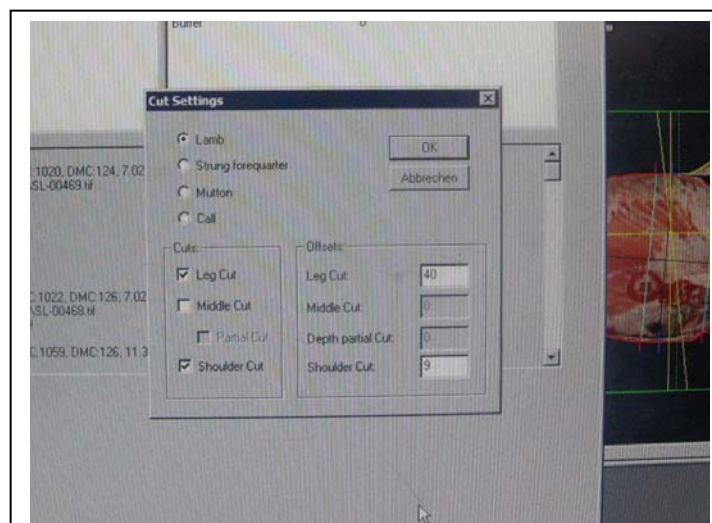 Buffer 0
Cut Settings
Lamb
Strung forequarter
Mutton
Calf
OK
Abbrechen
Cuts:
Leg Cut
Middle Cut
Partial Cut
Shoulder Cut
Offsets:
Leg Cut: 40
Middle Cut: 0
Depth partial Cut: 0
Shoulder Cut: 9
:1020, DMC:124, 7.02
\SL-00469.tif
C:1022, DMC:126, 7.02
\SL-00468.tif
C:1059, DMC:126, 11.3